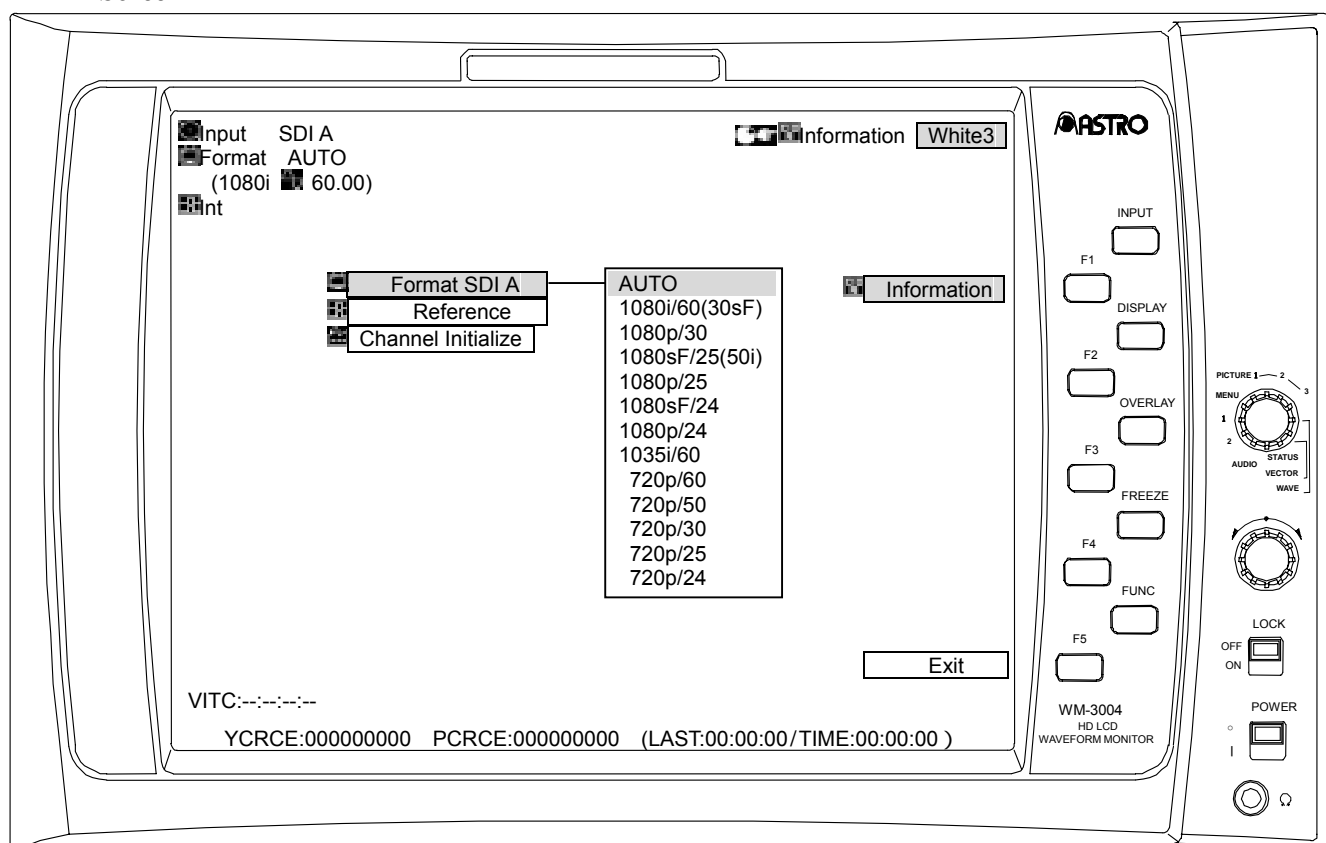 Input SDI A
Format AUTO
(1080i 60.00)
Int
Information White3
Format SDI A
Reference
Channel Initialize
AUTO
1080i/60(30sF)
1080p/30
1080sF/25(50i)
1080p/25
1080sF/24
1080p/24
1035i/60
720p/60
720p/50
720p/30
720p/25
720p/24
Information
Exit
VITC:--:--:--:--
YCRCE:000000000 PCRCE:000000000 (LAST:00:00:00/TIME:00:00:00 )
ASTRO
INPUT
F1
DISPLAY
F2
OVERLAY
F3
FREEZE
F4
FUNC
F5
WM-3004
HD LCD
WAVEFORM MONITOR
PICTURE 1 2 3
MENU
1
2
AUDIO
STATUS
VECTOR
WAVE
LOCK
OFF
ON
POWER